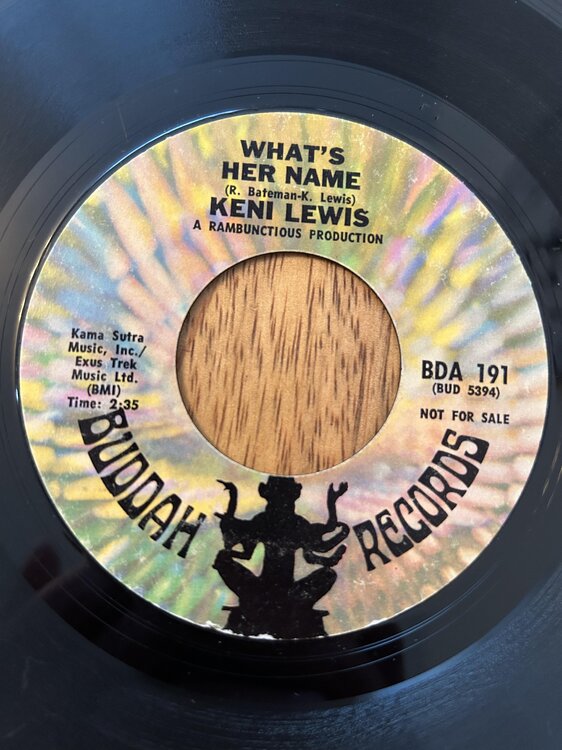 WHAT'S
HER NAME
(R. Bateman-K. Lewis)
KENI LEWIS
A RAMBUNCTIOUS PRODUCTION
Kama Sutra
Music, Inc./
Exus Trek
Music Ltd.
(BMI)
Time: 2:35
BDA 191
(BUD 5394)
NOT FOR SALE
BUDDAH RECORDS